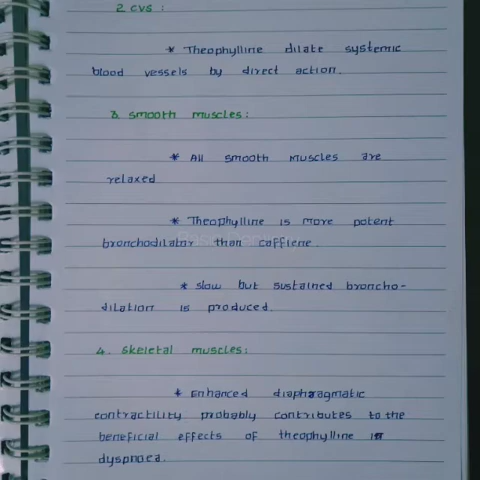 2 CVS :
* Theophylline dilate systemic
blood vessels by direct action.
3. smooth muscles:
* All smooth muscles are
relaxed
* Theophylline is more potent
bronchodilator than caffiene.
* slow but sustained broncho-
dilation is produced.
4. skeletal muscles:
* Enhanced diaphragmatic
contractility probably contributes to the
beneficial effects of theophylline in
dyspnoea.